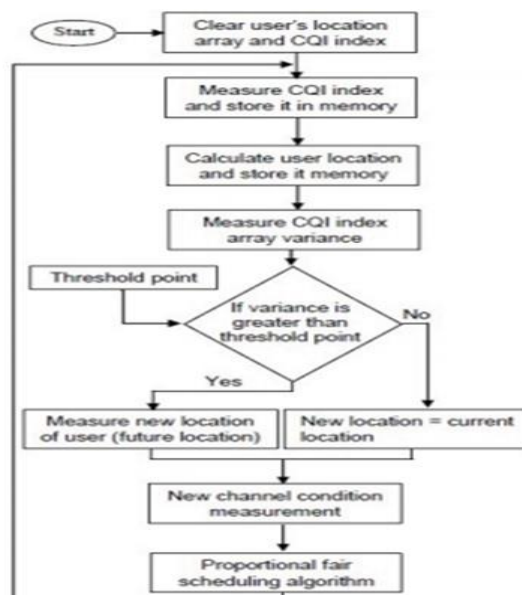 Start
Clear user's location
array and CQI index
Measure CQI index
and store it in memory
Calculate user location
and store it memory
Measure CQI index
array variance
Threshold point
If variance is
greater than
threshold point
No
Yes
Measure new location
of user (future location)
New location = current
location
New channel condition
measurement
Proportional fair
scheduling algorithm